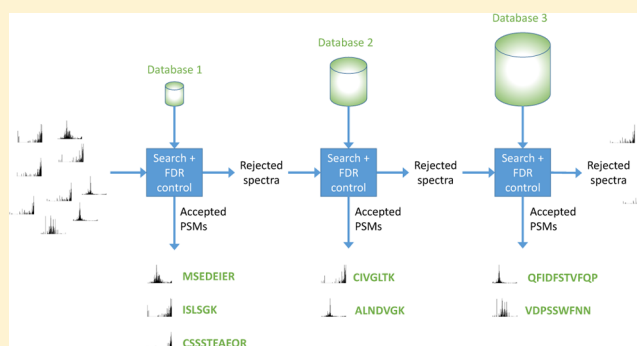 Database 1
Database 2
Database 3
Search +
FDR
control
Rejected
spectra
Search +
FDR
control
Rejected
spectra
Search +
FDR
control
Rejected
spectra
Accepted
PSMs
Accepted
PSMs
Accepted
PSMs
MSEDEIER
CIVGLTK
QFIDFSTVFQP
ISLSGK
ALNDVGK
VDPSSWFNN
CSSSTEAEQR